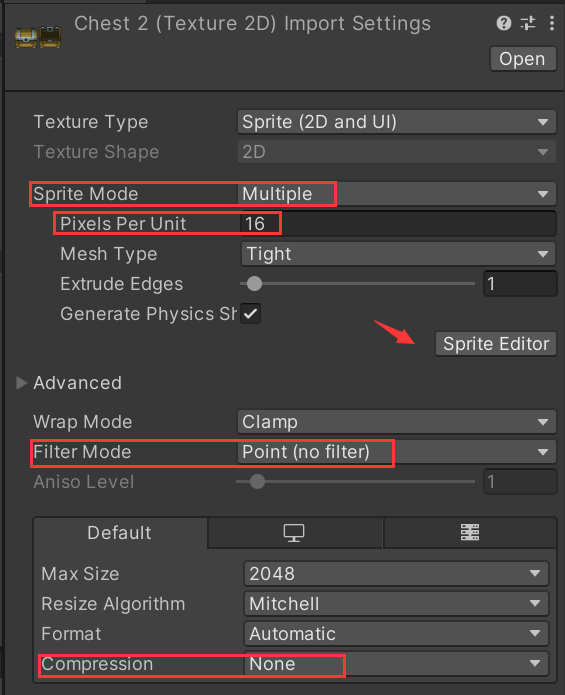 Chest 2 (Texture 2D) Import Settings
Open
Texture Type Sprite (2D and UI)
Texture Shape 2D
Sprite Mode Multiple
Pixels Per Unit 16
Mesh Type Tight
Extrude Edges 1
Generate Physics Sh
Sprite Editor
Advanced
Wrap Mode Clamp
Filter Mode Point (no filter)
Aniso Level 1
Default
Max Size 2048
Resize Algorithm Mitchell
Format Automatic
Compression None